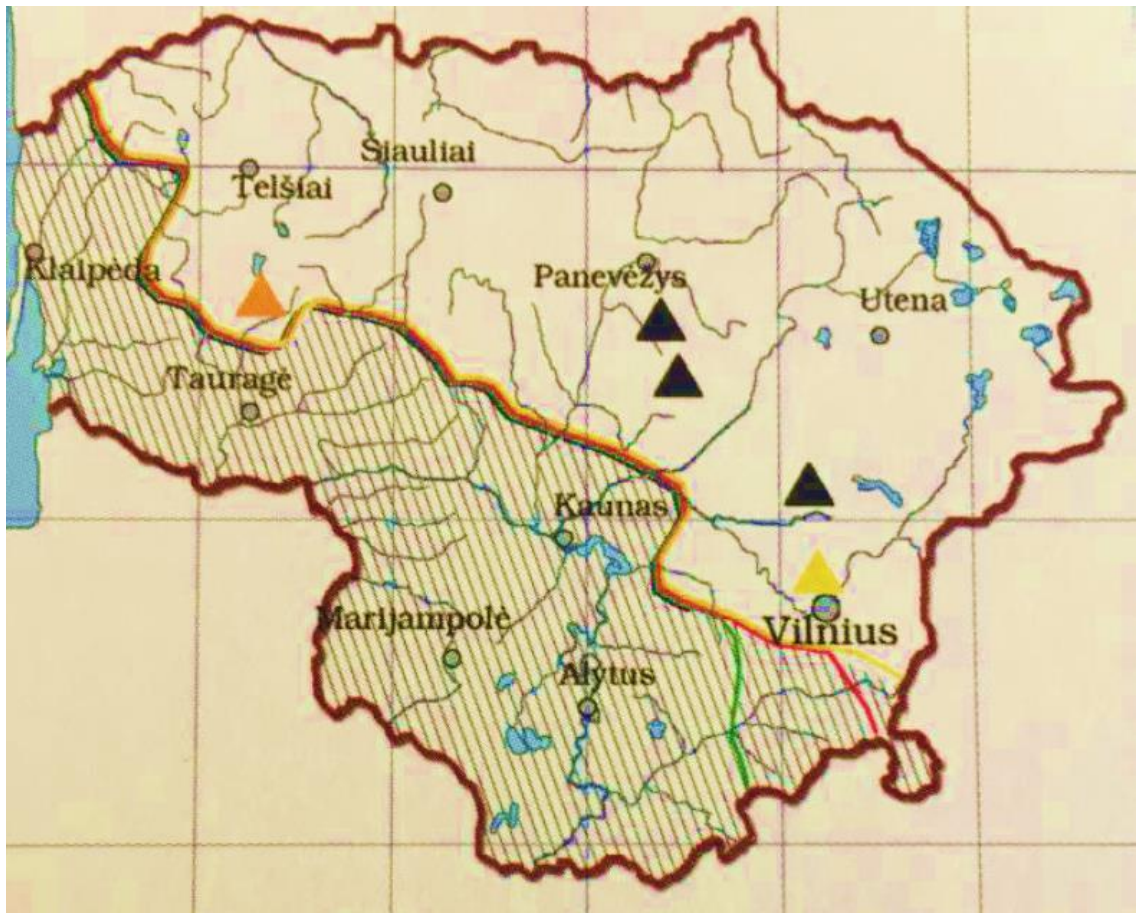 Šiauliai
Telšiai
Klaipėda
Panevėžys
Utena
Tauragė
Kaunas
Marijampolė
Vilnius
Alytus